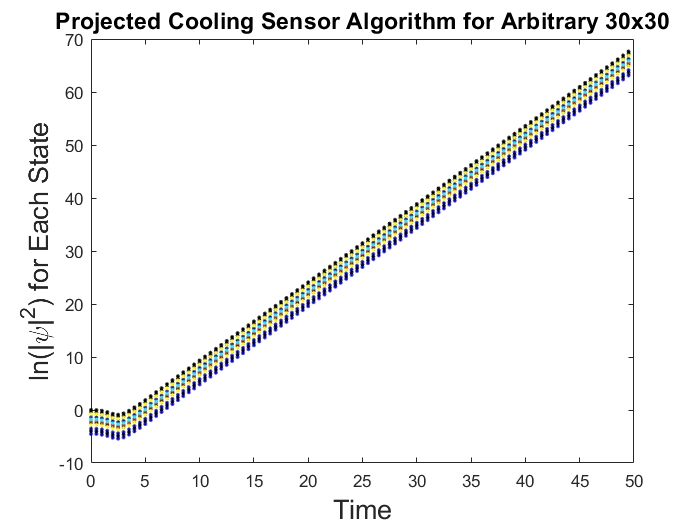 Projected Cooling Sensor Algorithm for Arbitrary 30x30
70
60
50
40
30
20
10
0
-10
ln(|ψ|²) for Each State
0 5 10 15 20 25 30 35 40 45 50
Time